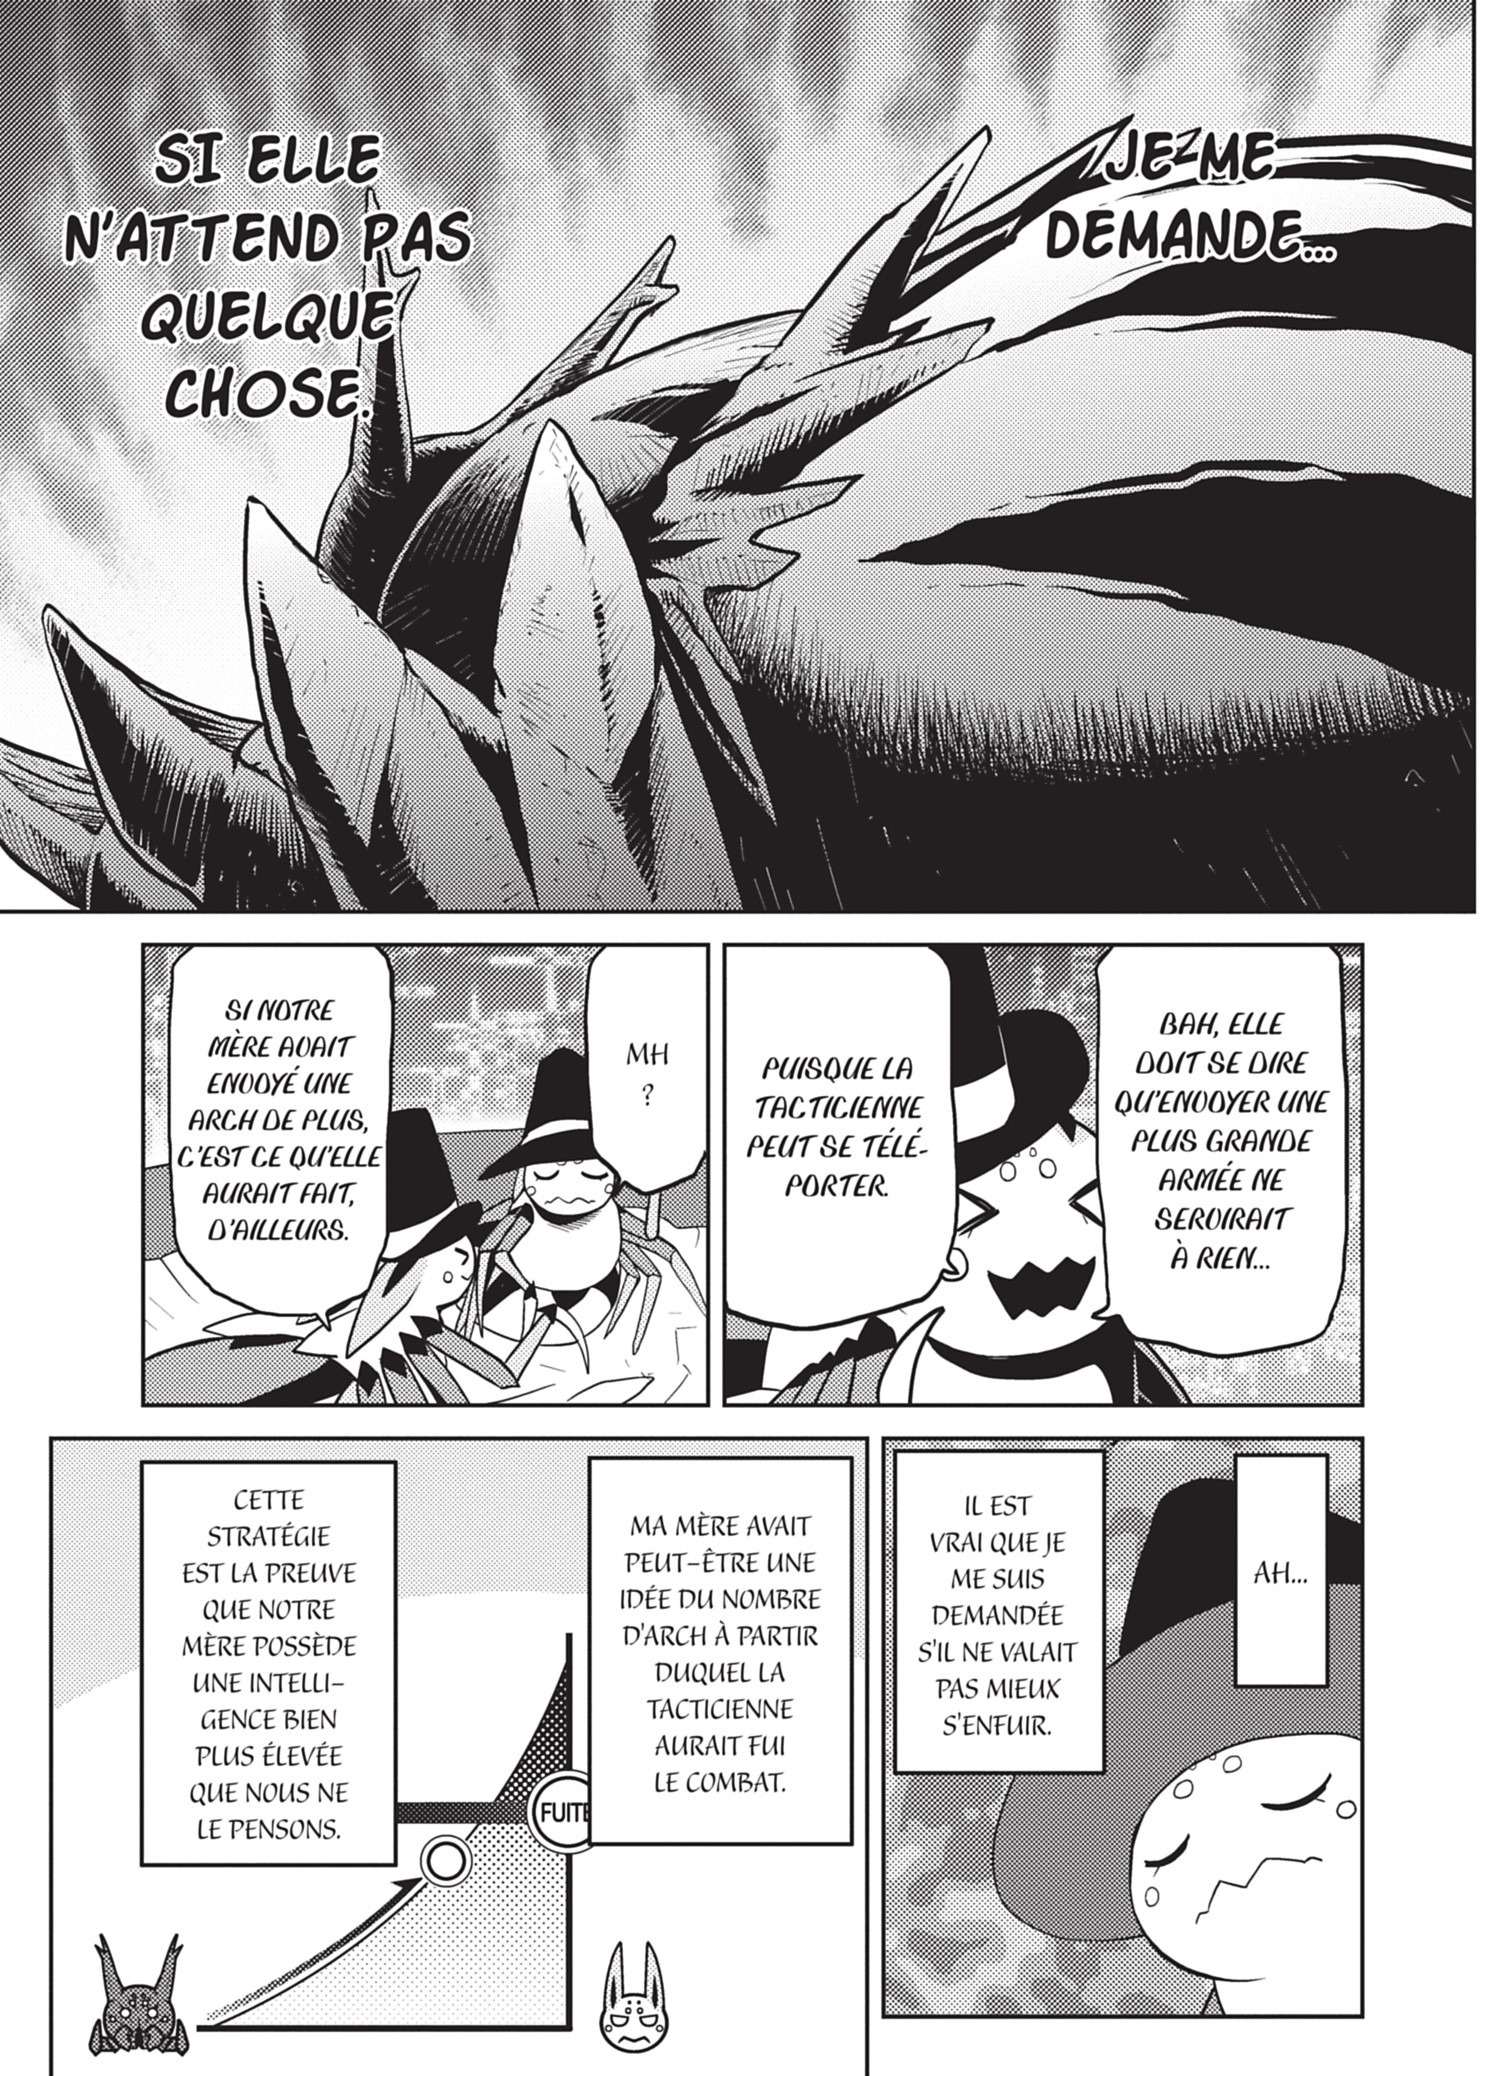 JE ME
DEMANDE...
SI ELLE
N'ATTEND PAS
QUELQUE
CHOSE.
BAH, ELLE
DOIT SE DIRE
QU'ENVOYER UNE
PLUS GRANDE
ARMÉE NE
SERVIRAIT
À RIEN...
PUISQUE LA
TACTICIENNE
PEUT SE TÉLÉ-
PORTER.
MH
?
SI NOTRE
MÈRE AVAIT
ENVOYÉ UNE
ARCH DE PLUS,
C'EST CE QU'ELLE
AURAIT FAIT,
D'AILLEURS.
AH...
IL EST
VRAI QUE JE
ME SUIS
DEMANDÉE
S'IL NE VALAIT
PAS MIEUX
S'ENFUIR.
MA MÈRE AVAIT
PEUT-ÊTRE UNE
IDÉE DU NOMBRE
D'ARCH À PARTIR
DUQUEL LA
TACTICIENNE
AURAIT FUI
LE COMBAT.
FUITE
CETTE
STRATÉGIE
EST LA PREUVE
QUE NOTRE
MÈRE POSSÈDE
UNE INTELLI-
GENCE BIEN
PLUS ÉLEVÉE
QUE NOUS NE
LE PENSONS.